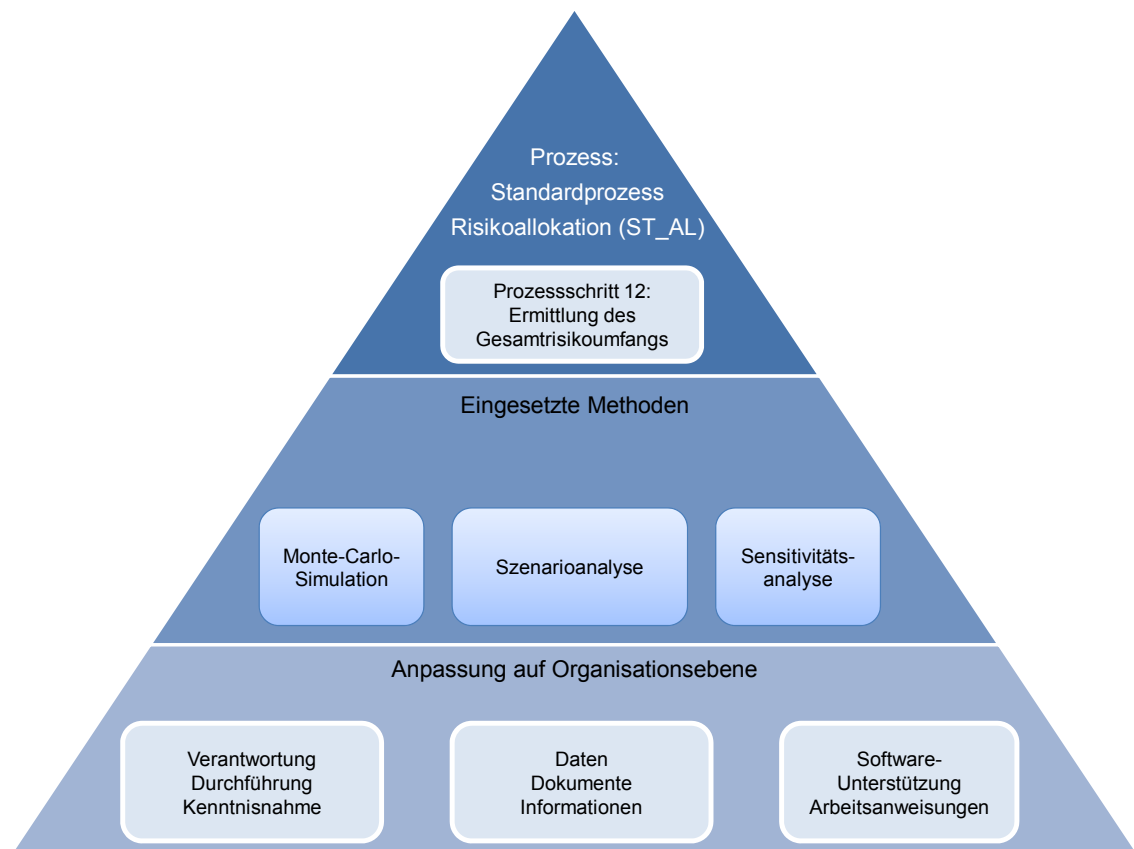 Prozess:
Standardprozess
Risikoallokation (ST_AL)
Prozessschritt 12:
Ermittlung des
Gesamtrisikoumfangs
Eingesetzte Methoden
Monte-Carlo-
Simulation
Szenarioanalyse
Sensitivitäts-
analyse
Anpassung auf Organisationsebene
Verantwortung
Durchführung
Kenntnisnahme
Daten
Dokumente
Informationen
Software-
Unterstützung
Arbeitsanweisungen